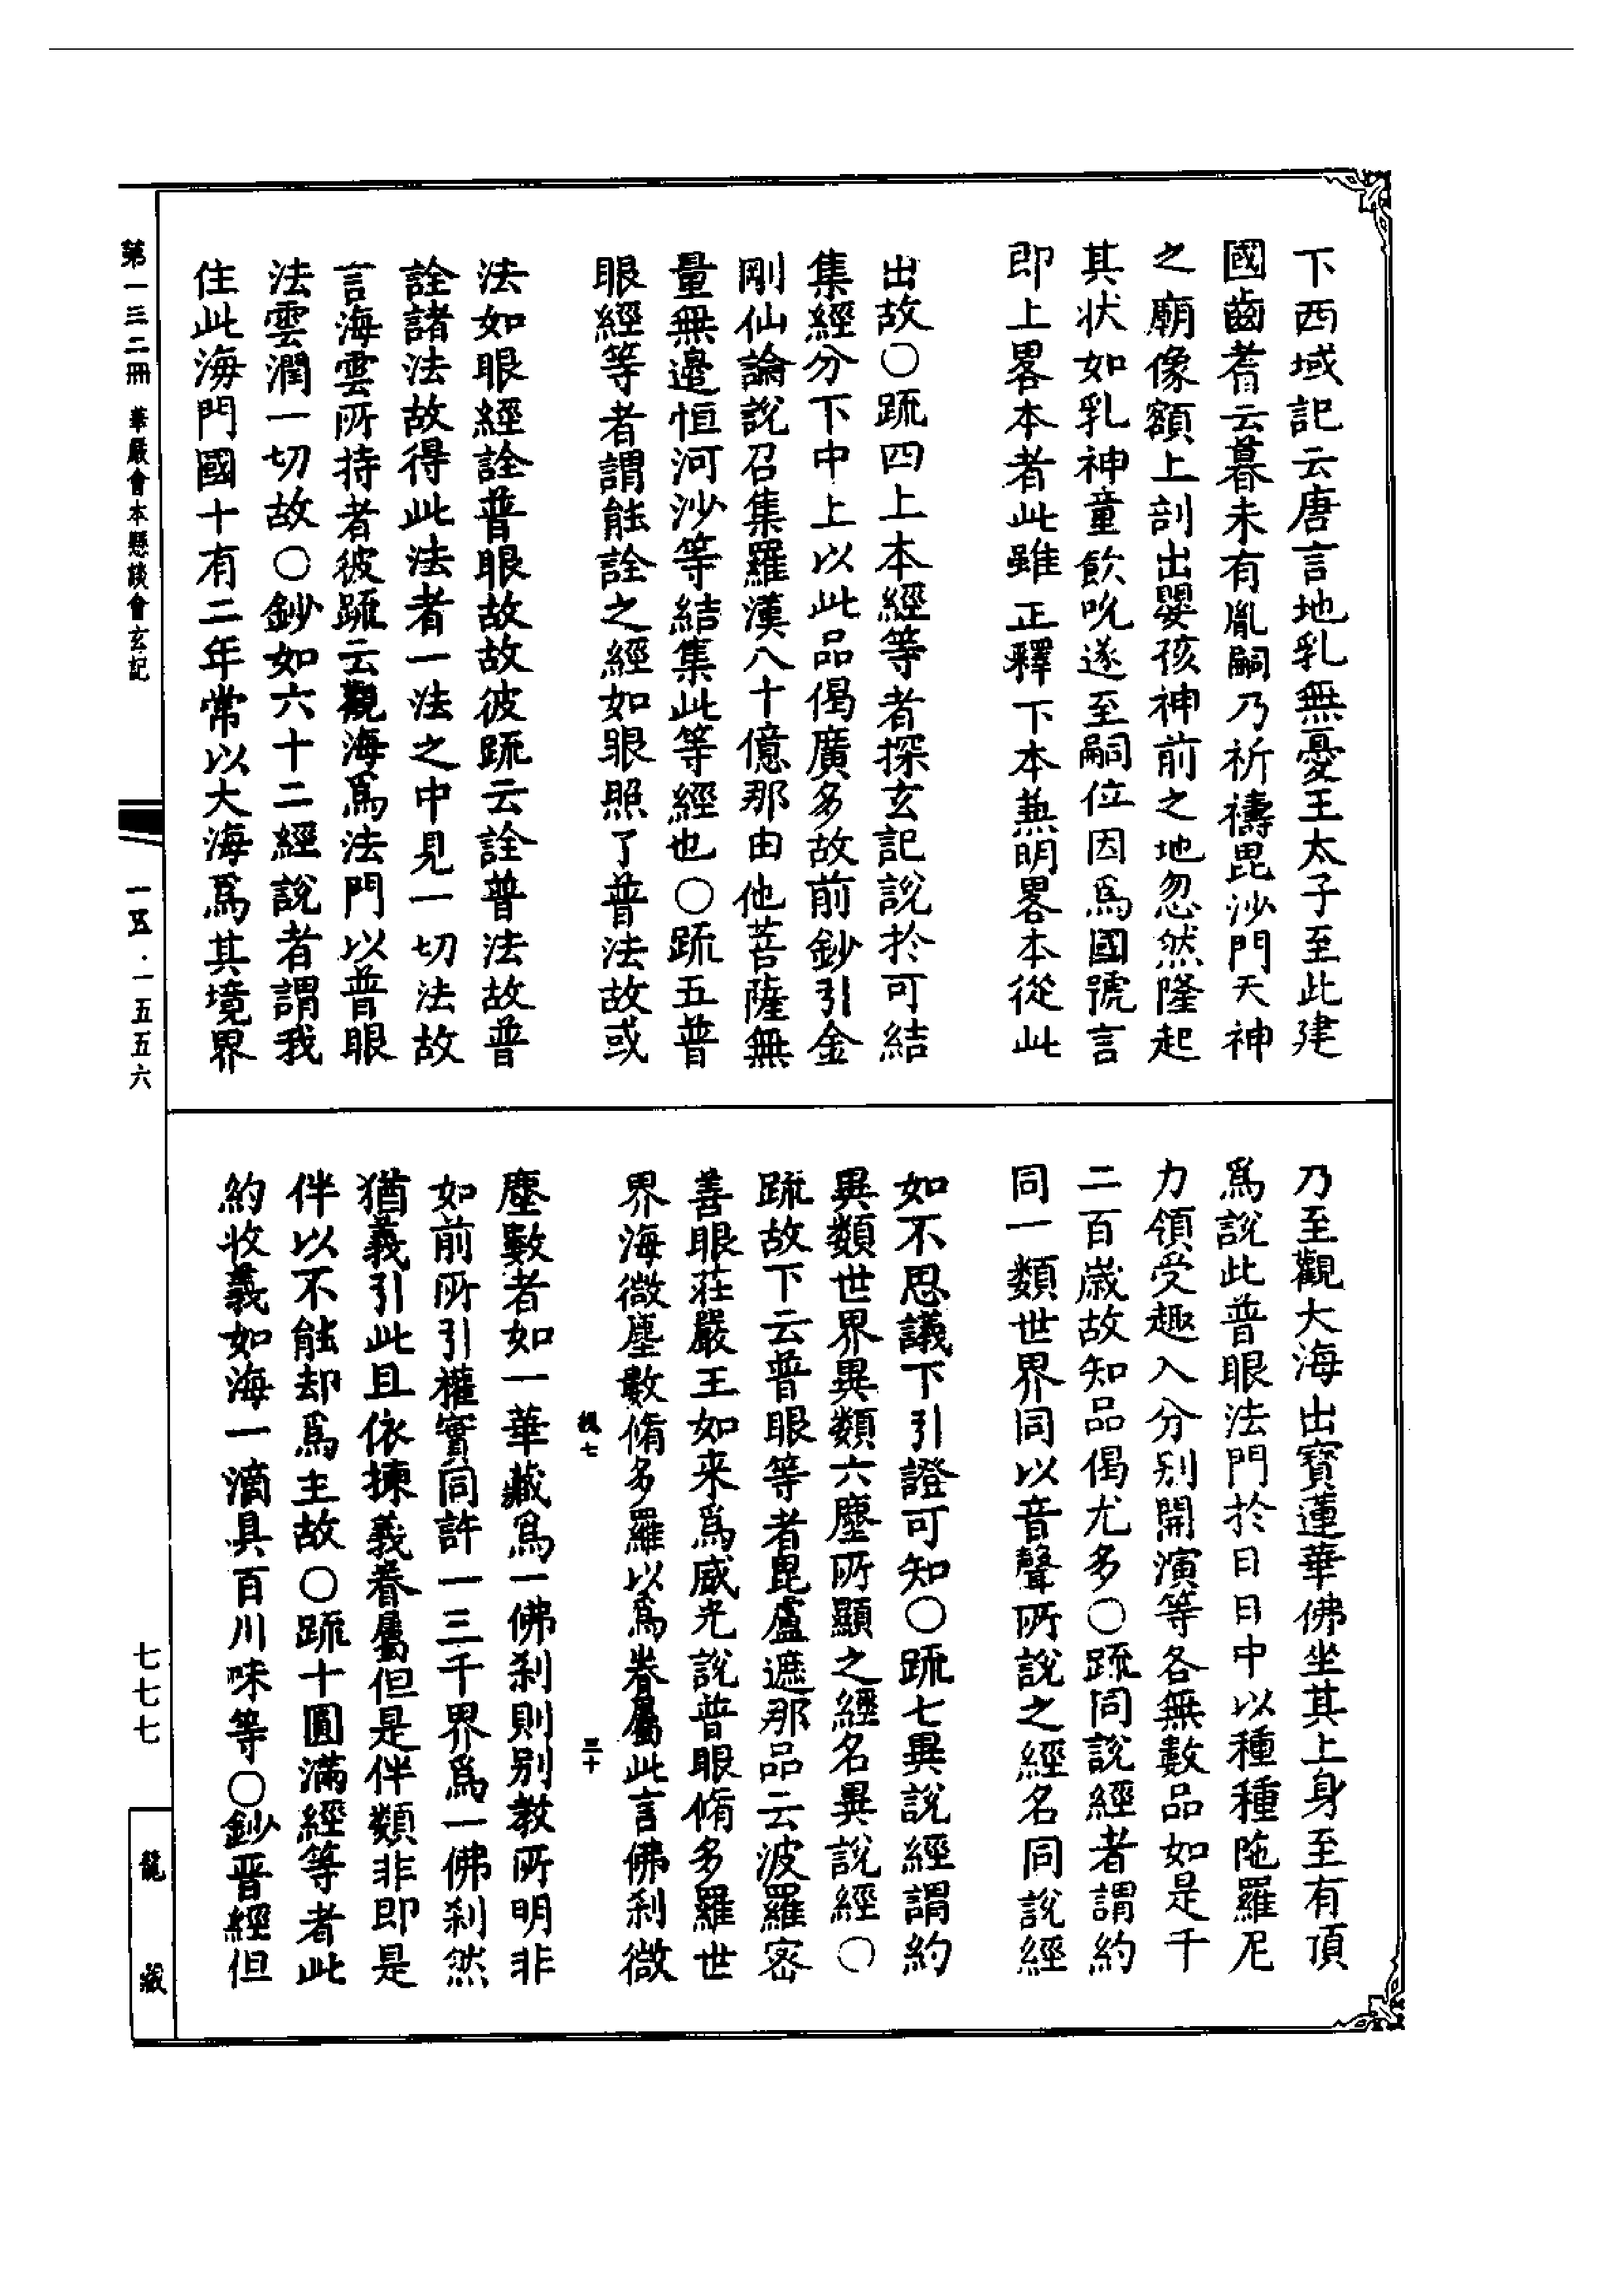 下西域記云唐言地乳無憂王太子至此建
國齒耆云暮未有胤嗣乃祈禱毘沙門天神
之廟像額上剖出嬰孩神前之地忽然隆起
其狀如乳神童飲吮遂至嗣位因爲國號言
即上畧本者此雖正釋下本兼明畧本從此
出故〇疏四上本經等者探玄記說於可結
集經分下中上以此品偈廣多故前鈔引金
剛仙論說召集羅漢八十億那由他菩薩無
量無邊恒河沙等結集此等經也〇疏五普
眼經等者謂能詮之經如眼照了普法故或
法如眼經詮普眼故故彼疏云詮普法故普
詮諸法故得此法者一法之中見一切法故
言海雲所持者彼疏云觀海爲法門以普眼
法雲潤一切故〇鈔如六十二經說者謂我
住此海門國十有二年常以大海爲其境界
乃至觀大海出寶蓮華佛坐其上身至有頂
爲說此普眼法門於日日中以種種陁羅尼
力領受趣入分別開演等各無數品如是千
二百歲故知品偈尤多〇疏同說經者謂約
同一類世界同以音聲所說之經名同說經
如不思議下引證可知〇疏七異說經謂約
異類世界異類六塵所顯之經名異說經〇
疏故下云普眼等者毘盧遮那品云波羅密
善眼莊嚴王如来爲威光說普眼脩多羅世
界海微塵數脩多羅以爲眷屬此言佛剎微
塵數者如一華藏爲一佛剎則別教所明非
如前所引權實同許一三千界爲一佛剎然
猶義引此且依揀義眷屬但是伴類非即是
伴以不能却爲主故〇疏十圓滿經等者此
約收義如海一滴具百川味等〇鈔晋經但
七
三十
第一三二冊 華嚴會本懸談會玄記
一五·一五五六
七七七
龍藏